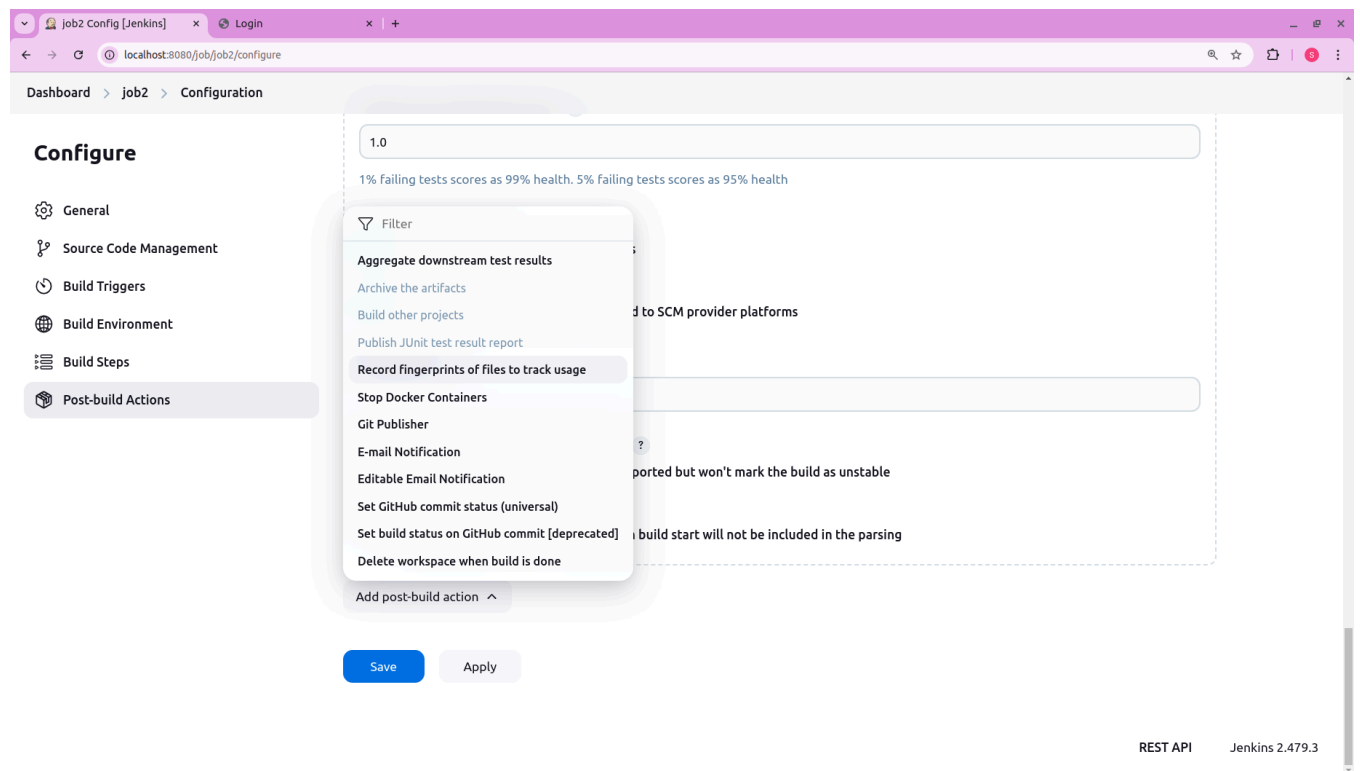 job2 Config [Jenkins]
Login
localhost:8080/job/job2/configure
S
Dashboard > job2 > Configuration
Configure
General
Source Code Management
Build Triggers
Build Environment
Build Steps
Post-build Actions
1.0
1% failing tests scores as 99% health. 5% failing tests scores as 95% health
Filter
Aggregate downstream test results
Archive the artifacts
Build other projects
d to SCM provider platforms
Publish JUnit test result report
Record fingerprints of files to track usage
Stop Docker Containers
Git Publisher
?
E-mail Notification
ported but won't mark the build as unstable
Editable Email Notification
Set GitHub commit status (universal)
Set build status on GitHub commit [deprecated]
build start will not be included in the parsing
Delete workspace when build is done
Add post-build action
Save
Apply
REST API
Jenkins 2.479.3